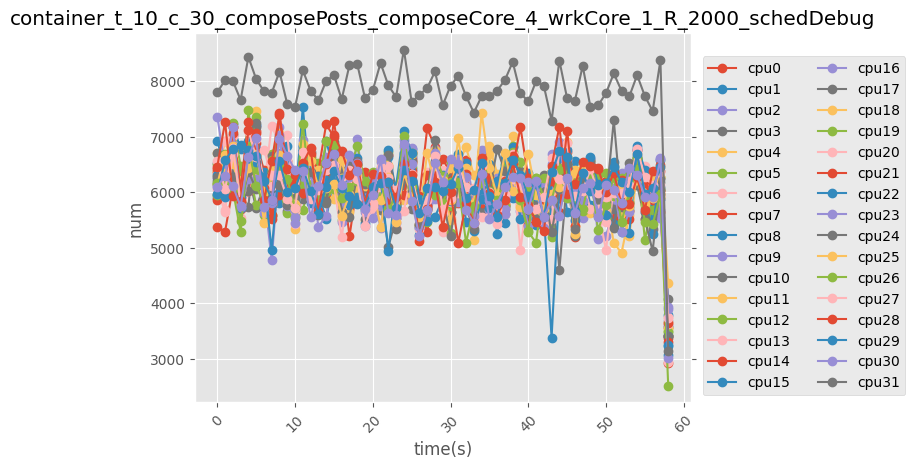 container_t_10_c_30_composePosts_composeCore_4_wrkCore_1_R_2000_schedDebug
8000
7000
6000
5000
4000
3000
num
0
10
20
30
40
50
60
time(s)
cpu0
cpu1
cpu2
cpu3
cpu4
cpu5
cpu6
cpu7
cpu8
cpu9
cpu10
cpu11
cpu12
cpu13
cpu14
cpu15
cpu16
cpu17
cpu18
cpu19
cpu20
cpu21
cpu22
cpu23
cpu24
cpu25
cpu26
cpu27
cpu28
cpu29
cpu30
cpu31